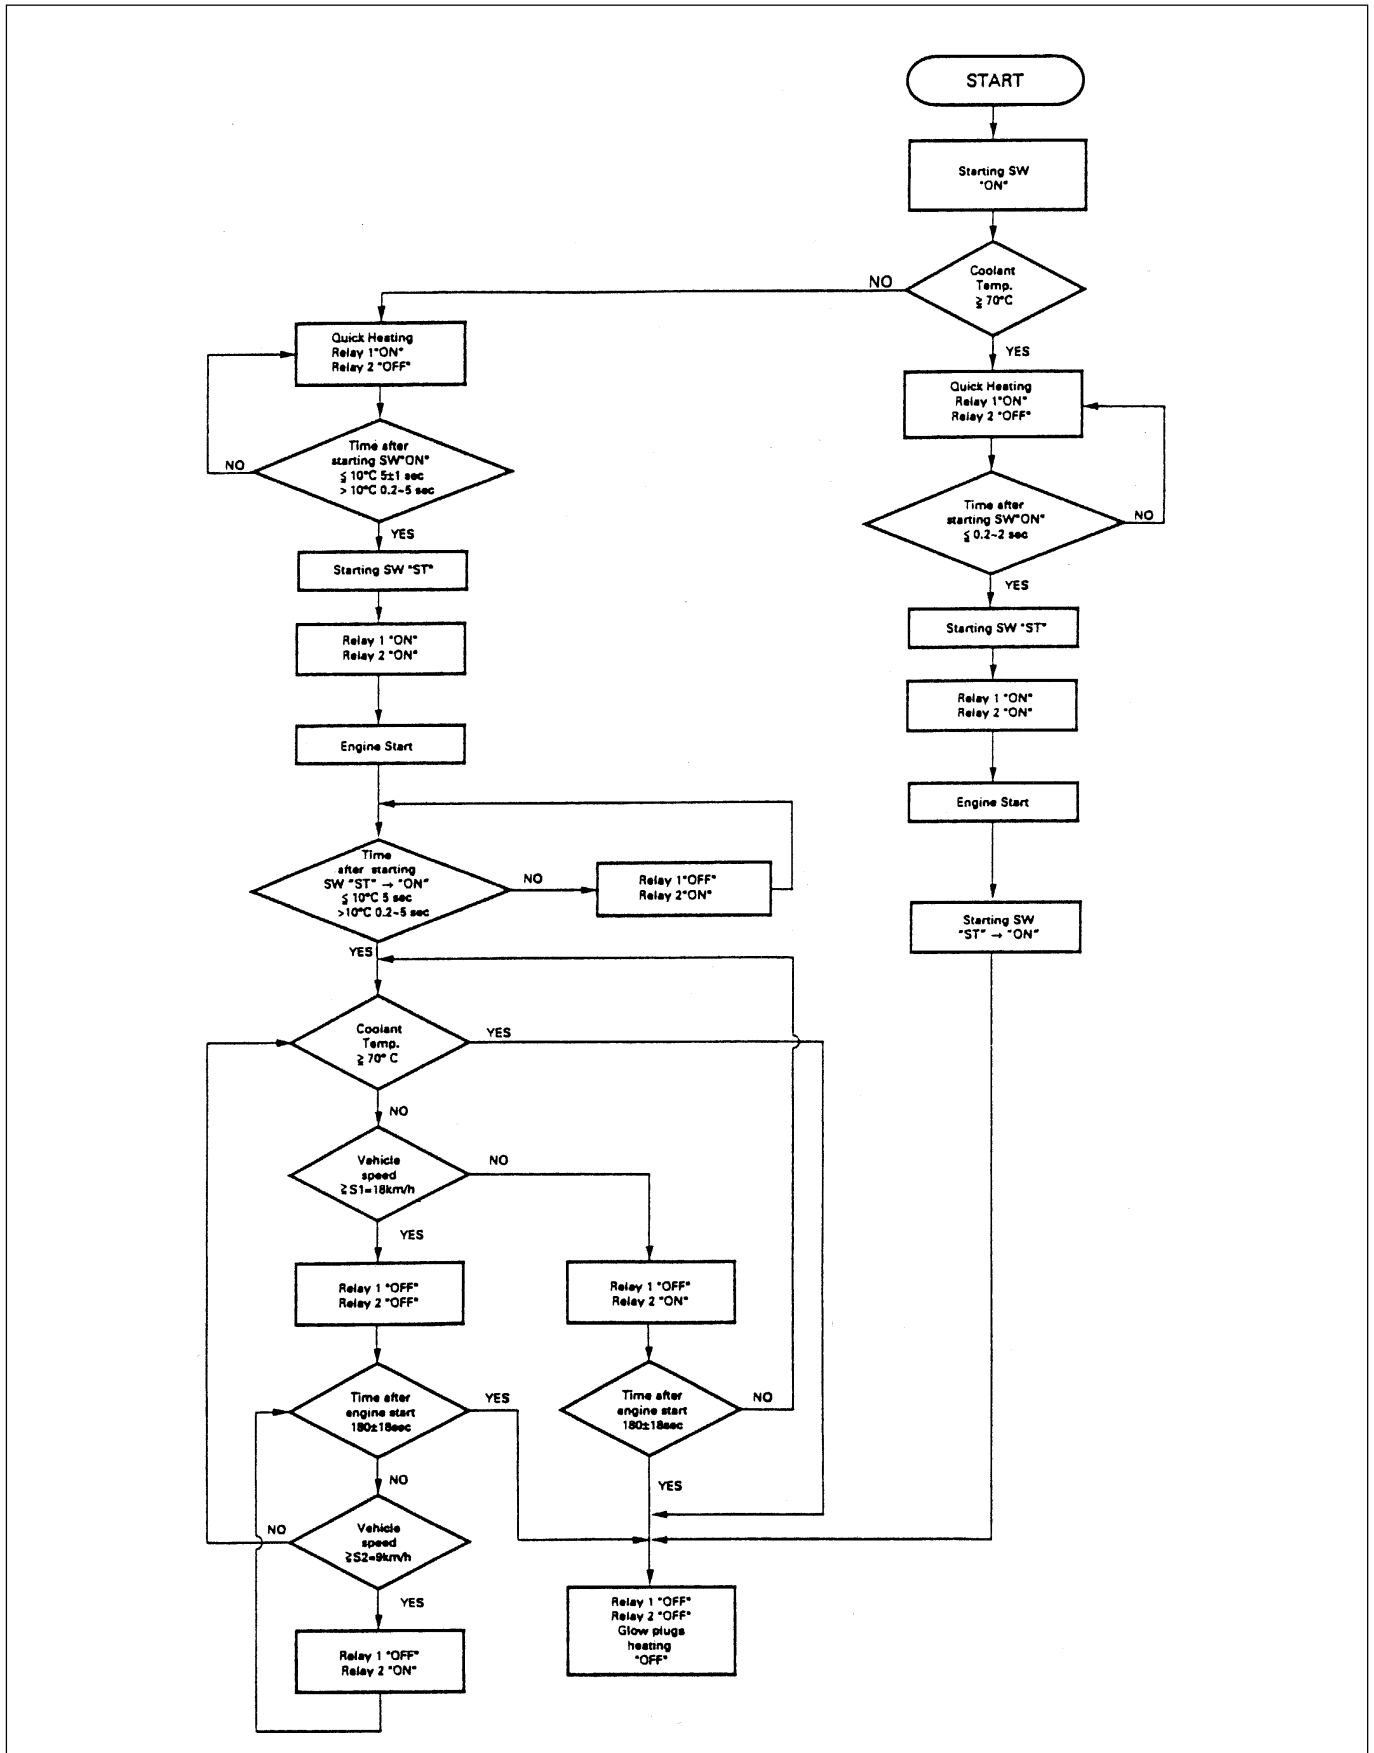 START
Starting SW
"ON"
Coolant
Temp.
≧ 70°C
NO
YES
Quick Heating
Relay 1"ON"
Relay 2 "OFF"
Time after
starting SW"ON"
≦ 0.2~2 sec
NO
YES
Starting SW "ST"
Relay 1 "ON"
Relay 2 "ON"
Engine Start
Starting SW
"ST" → "ON"
Quick Heating
Relay 1"ON"
Relay 2 "OFF"
Time after
starting SW"ON"
≦ 10°C 5±1 sec
> 10°C 0.2~5 sec
NO
YES
Starting SW "ST"
Relay 1 "ON"
Relay 2 "ON"
Engine Start
Time
after starting
SW "ST" → "ON"
≦ 10°C 5 sec
>10°C 0.2~5 sec
NO
Relay 1"OFF"
Relay 2"ON"
YES
Coolant
Temp.
≧ 70° C
YES
NO
Vehicle
speed
≧S1=18km/h
NO
YES
Relay 1 "OFF"
Relay 2 "OFF"
Relay 1 "OFF"
Relay 2 "ON"
Time after
engine start
180±18sec
YES
NO
Time after
engine start
180±18sec
NO
YES
Vehicle
speed
≧S2=9km/h
NO
YES
Relay 1 "OFF"
Relay 2 "ON"
Relay 1 "OFF"
Relay 2 "OFF"
Glow plugs
heating
"OFF"